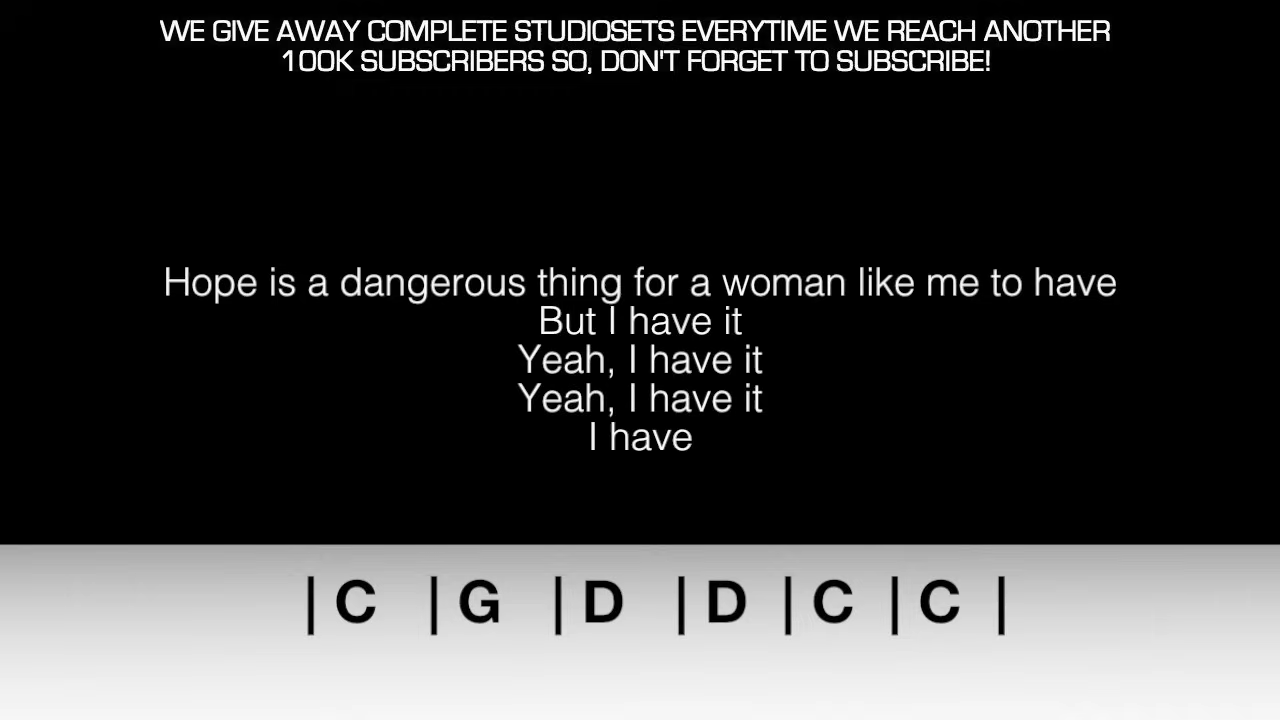 WE GIVE AWAY COMPLETE STUDIOSETS EVERYTIME WE REACH ANOTHER
100K SUBSCRIBERS SO, DON'T FORGET TO SUBSCRIBE!
Hope is a dangerous thing for a woman like me to have
But I have it
Yeah, I have it
Yeah, I have it
I have
| C | G | D | D | C | C |